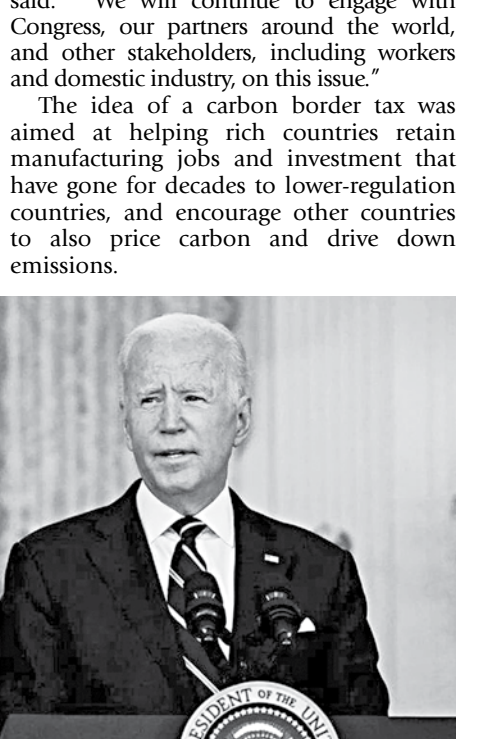 said. "We will continue to engage with
Congress, our partners around the world,
and other stakeholders, including workers
and domestic industry, on this issue.”
The idea of a carbon border tax was
aimed at helping rich countries retain
manufacturing jobs and investment that
have gone for decades to lower-regulation
countries, and encourage other countries
to also price carbon and drive down
emissions.
ESIDENT OF THE UNI